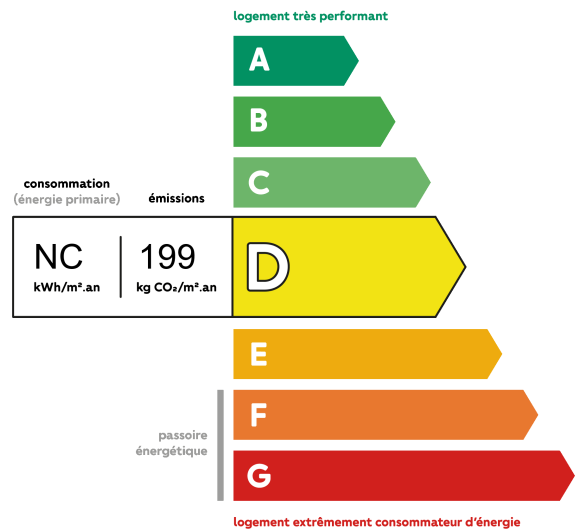 logement très performant
A
B
C
consommation
(énergie primaire)
émissions
NC
kWh/m².an
199
kg CO₂/m².an
D
E
F
passoire
énergétique
G
logement extrêmement consommateur d'énergie